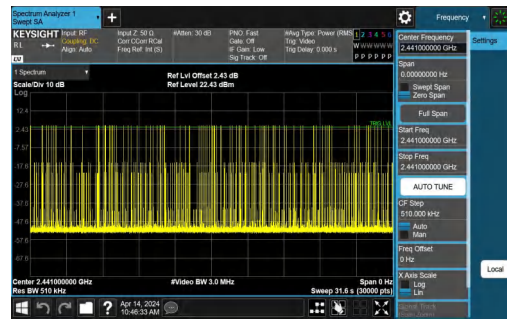 Spectrum Analyzer 1
Swept SA
Frequency
KEYSIGHT
RL
Input: RF
Coupling: DC
Align: Auto
Input Z: 50 Ω
Corr CCorr RCal
Freq Ref: Int (S)
#Atten: 30 dB
PNO: Fast
Gate: Off
IF Gain: Low
Sig Track: Off
#Avg Type: Power (RMS)
Trig: Video
Trig Delay: 0.000 s
1 2 3 4 5 6
W W W W W W
P P P P P P
1 Spectrum
Scale/Div 10 dB
Ref Lvl Offset 2.43 dB
Ref Level 22.43 dBm
Log
12.4
2.43
TRIG LVL
-7.57
-17.6
-27.6
-37.6
-47.6
-57.6
-67.6
Center 2.441000000 GHz
Res BW 510 kHz
#Video BW 3.0 MHz
Span 0 Hz
Sweep 31.6 s (30000 pts)
Apr 14, 2024
10:46:33 AM
Center Frequency
2.441000000 GHz
Settings
Span
0.00000000 Hz
Swept Span
Zero Span
Full Span
Start Freq
2.441000000 GHz
Stop Freq
2.441000000 GHz
AUTO TUNE
CF Step
510.000 kHz
Auto
Man
Freq Offset
0 Hz
X Axis Scale
Log
Lin
Signal Track
Local